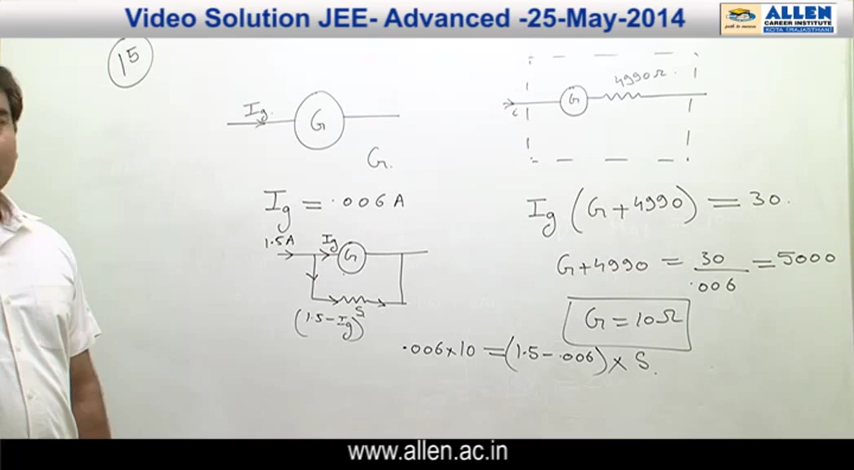 Video Solution JEE- Advanced -25-May-2014
ALLEN
CAREER INSTITUTE
KOTA (RAJASTHAN)
15
Ig
G
G.
4990Ω.
G
Ig = .006A
Ig (G+4990) = 30.
1.5A Ig
G
S
(1.5-Ig)
G+4990 = 30/.006 = 5000
G = 10Ω
.006×10 = (1.5-.006) × S.
www.allen.ac.in